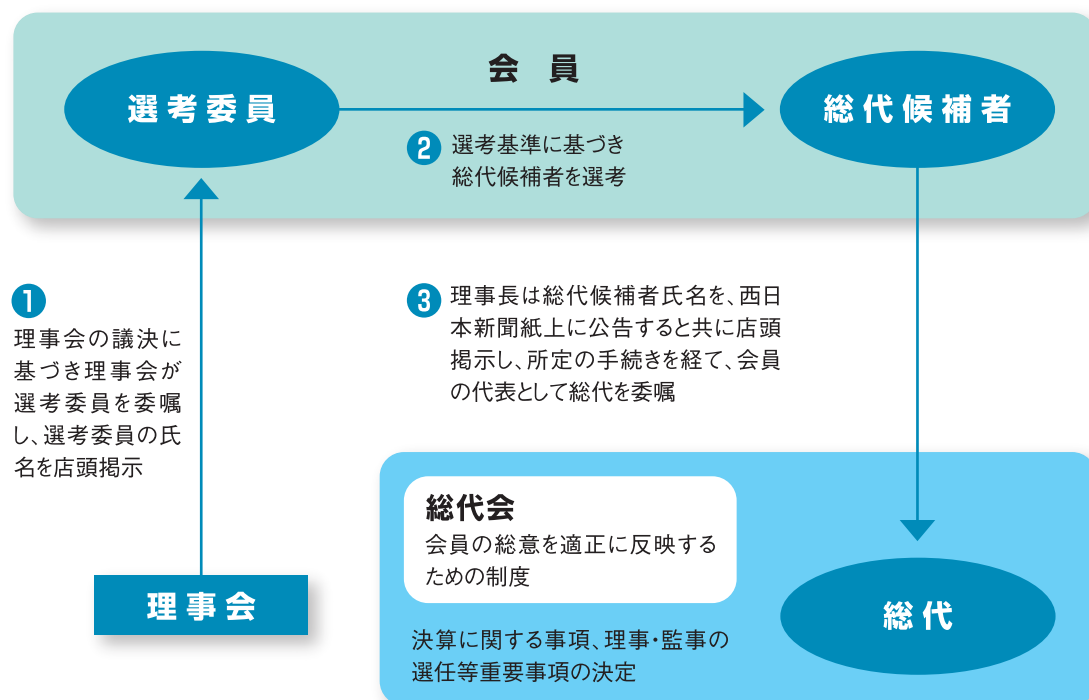 会員
選考委員
総代候補者
❷ 選考基準に基づき
総代候補者を選考
❶
理事会の議決に
基づき理事会が
選考委員を委嘱
し、選考委員の氏
名を店頭掲示
❸ 理事長は総代候補者氏名を、西日
本新聞紙上に公告すると共に店頭
掲示し、所定の手続きを経て、会員
の代表として総代を委嘱
理事会
総代会
会員の総意を適正に反映する
ための制度
決算に関する事項、理事・監事の
選任等重要事項の決定
総代